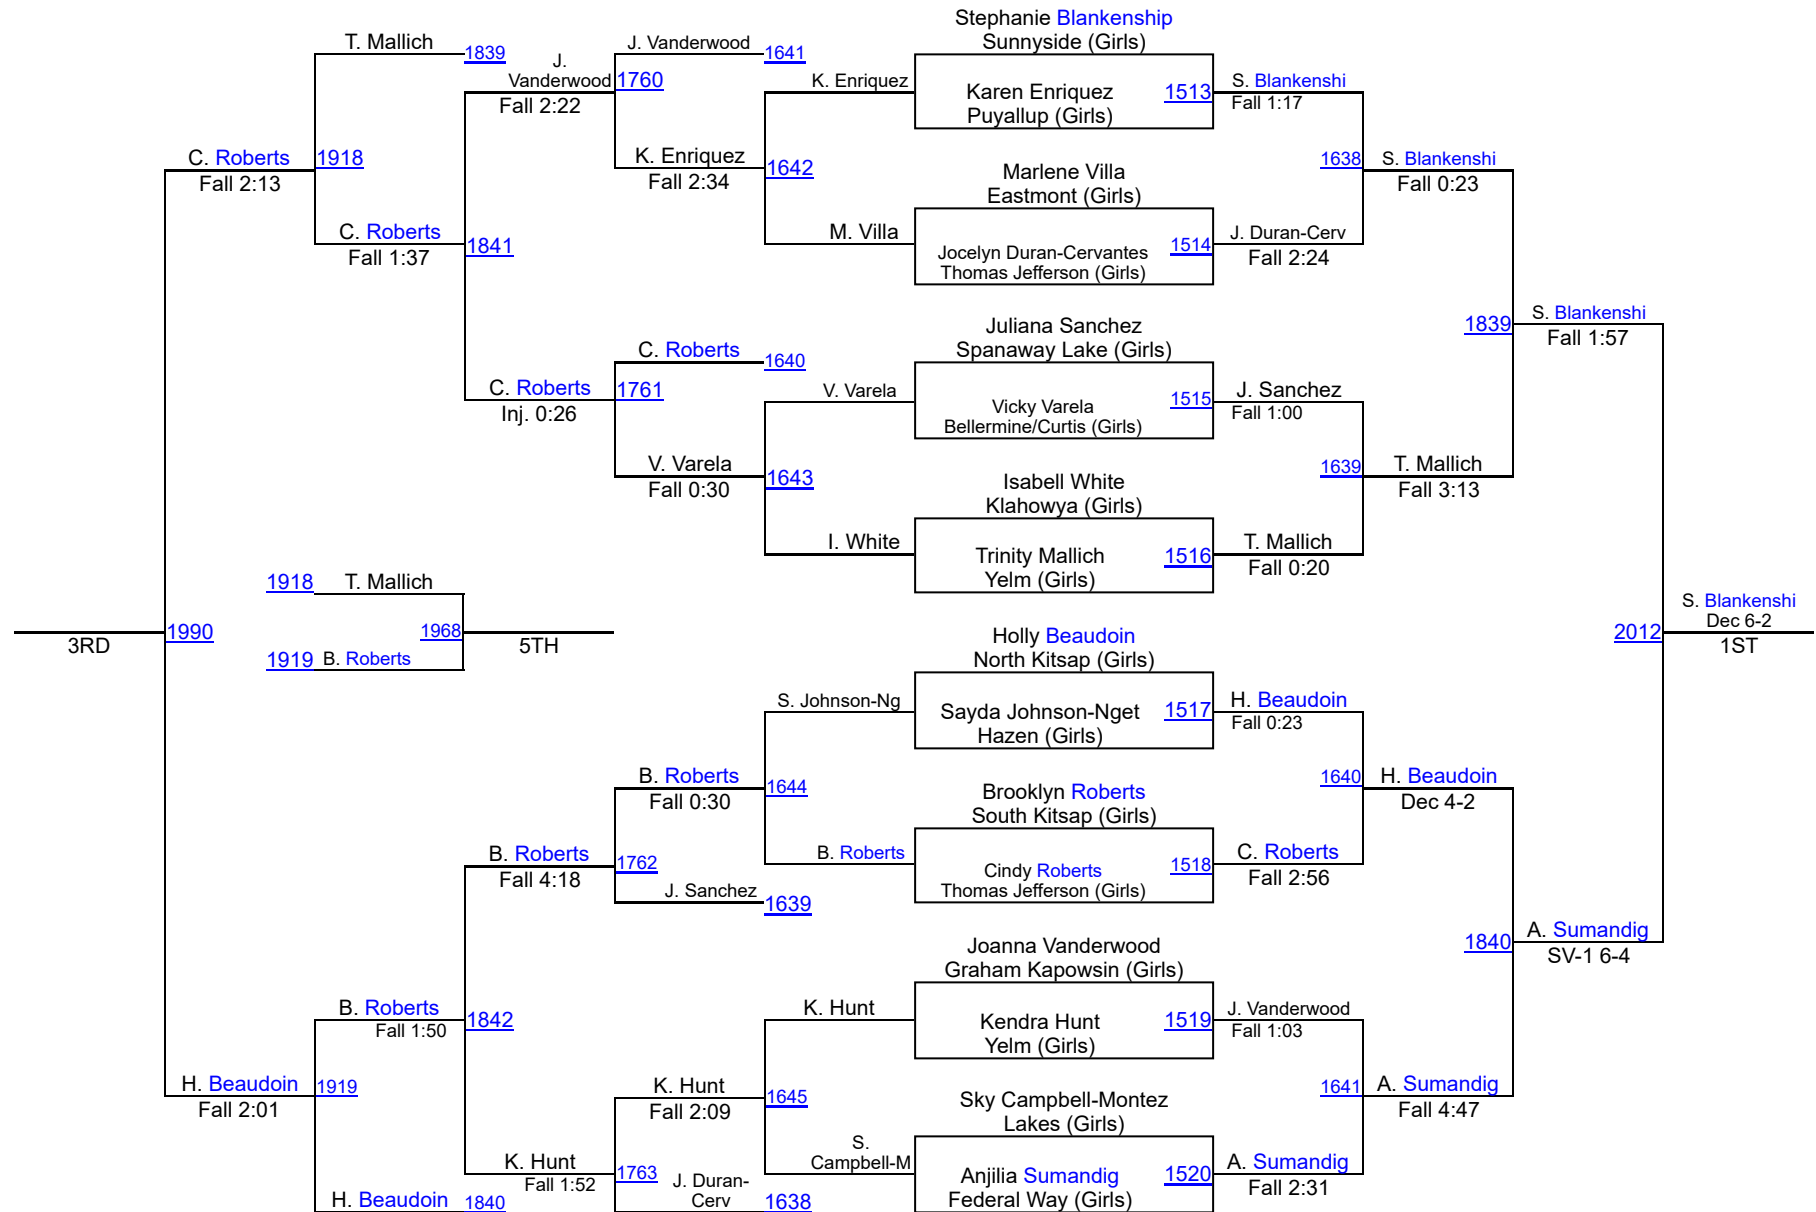 Stephanie Blankenship
Sunnyside (Girls)
T. Mallich
1839
J.
Vanderwood
Fall 2:22
J. Vanderwood
1641
1760
K. Enriquez
Karen Enriquez
Puyallup (Girls)
1513
S. Blankenshi
Fall 1:17
C. Roberts
Fall 2:13
1918
K. Enriquez
Fall 2:34
1642
Marlene Villa
Eastmont (Girls)
1638
S. Blankenshi
Fall 0:23
C. Roberts
Fall 1:37
1841
M. Villa
Jocelyn Duran-Cervantes
Thomas Jefferson (Girls)
1514
J. Duran-Cerv
Fall 2:24
Juliana Sanchez
Spanaway Lake (Girls)
1839
S. Blankenshi
Fall 1:57
C. Roberts
1640
C. Roberts
Inj. 0:26
1761
V. Varela
Vicky Varela
Bellermine/Curtis (Girls)
1515
J. Sanchez
Fall 1:00
V. Varela
Fall 0:30
1643
Isabell White
Klahowya (Girls)
1639
T. Mallich
Fall 3:13
I. White
Trinity Mallich
Yelm (Girls)
1516
T. Mallich
Fall 0:20
1918
T. Mallich
3RD
1990
1968
5TH
1919
B. Roberts
Holly Beaudoin
North Kitsap (Girls)
2012
S. Blankenshi
Dec 6-2
1ST
S. Johnson-Ng
Sayda Johnson-Nget
Hazen (Girls)
1517
H. Beaudoin
Fall 0:23
B. Roberts
Fall 0:30
1644
Brooklyn Roberts
South Kitsap (Girls)
1640
H. Beaudoin
Dec 4-2
B. Roberts
Fall 4:18
1762
B. Roberts
Cindy Roberts
Thomas Jefferson (Girls)
1518
C. Roberts
Fall 2:56
J. Sanchez
1639
Joanna Vanderwood
Graham Kapowsin (Girls)
1840
A. Sumandig
SV-1 6-4
B. Roberts
Fall 1:50
1842
K. Hunt
Kendra Hunt
Yelm (Girls)
1519
J. Vanderwood
Fall 1:03
H. Beaudoin
Fall 2:01
1919
K. Hunt
Fall 2:09
1645
Sky Campbell-Montez
Lakes (Girls)
1641
A. Sumandig
Fall 4:47
K. Hunt
Fall 1:52
1763
S.
Campbell-M
Anjilia Sumandig
Federal Way (Girls)
1520
A. Sumandig
Fall 2:31
H. Beaudoin
1840
J. Duran-
Cerv
1638